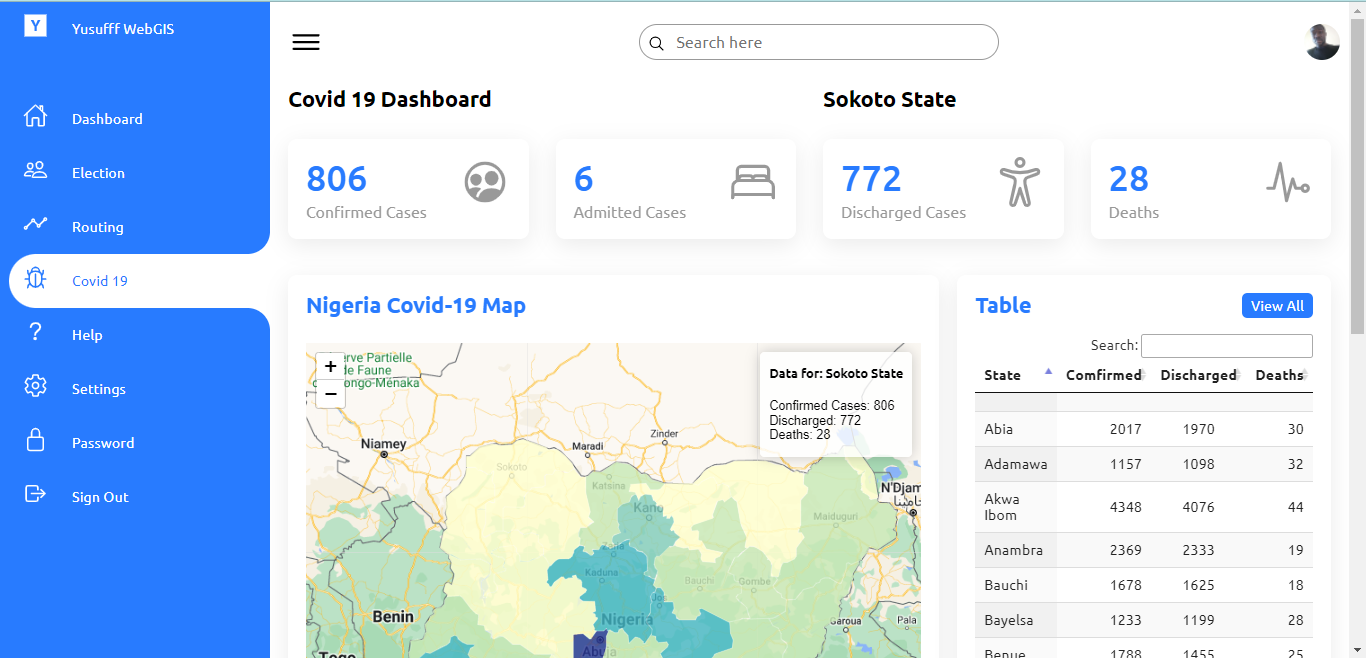 Y
Yusufff WebGIS
Dashboard
Election
Routing
Covid 19
Help
Settings
Password
Sign Out
Search here
Covid 19 Dashboard
Sokoto State
806
Confirmed Cases
6
Admitted Cases
772
Discharged Cases
28
Deaths
Nigeria Covid-19 Map
+
−
erve Partielle
de Faune
ongo-Ménaka
Data for: Sokoto State
Confirmed Cases: 806
Discharged: 772
Deaths: 28
Niamey
Maradi
Zinder
Sokoto
Katsina
Kano
Maiduguri
N'Djam
Zaria
Kaduna
Bauchi
Gombe
Jos
Benin
Nigeria
Abuja
Garoua
Pala
Togo
Table
View All
Search:
State Comfirmed Discharged Deaths
Abia 2017 1970 30
Adamawa 1157 1098 32
Akwa
Ibom 4348 4076 44
Anambra 2369 2333 19
Bauchi 1678 1625 18
Bayelsa 1233 1199 28
Benue 1788 1455 25